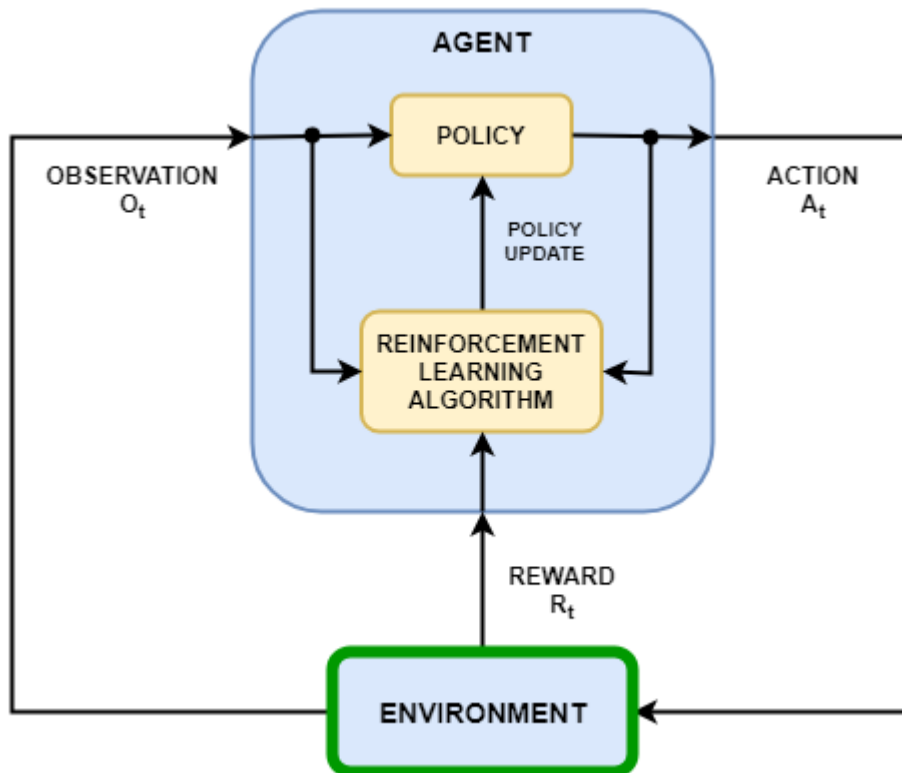 AGENT
POLICY
OBSERVATION
Oₜ
ACTION
Aₜ
POLICY
UPDATE
REINFORCEMENT
LEARNING
ALGORITHM
REWARD
Rₜ
ENVIRONMENT